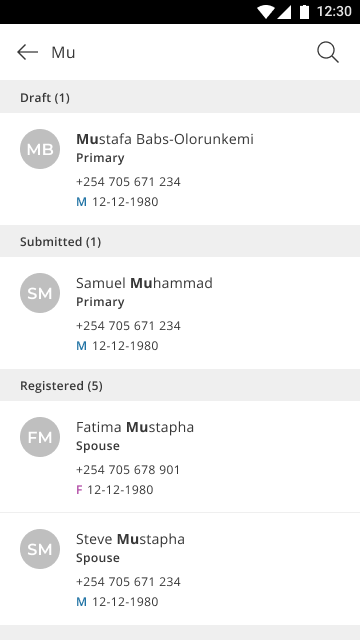 12:30
Mu
Draft (1)
MB
Mustafa Babs-Olorunkemi
Primary
+254 705 671 234
M 12-12-1980
Submitted (1)
SM
Samuel Muhammad
Primary
+254 705 671 234
M 12-12-1980
Registered (5)
FM
Fatima Mustapha
Spouse
+254 705 678 901
F 12-12-1980
SM
Steve Mustapha
Spouse
+254 705 671 234
M 12-12-1980